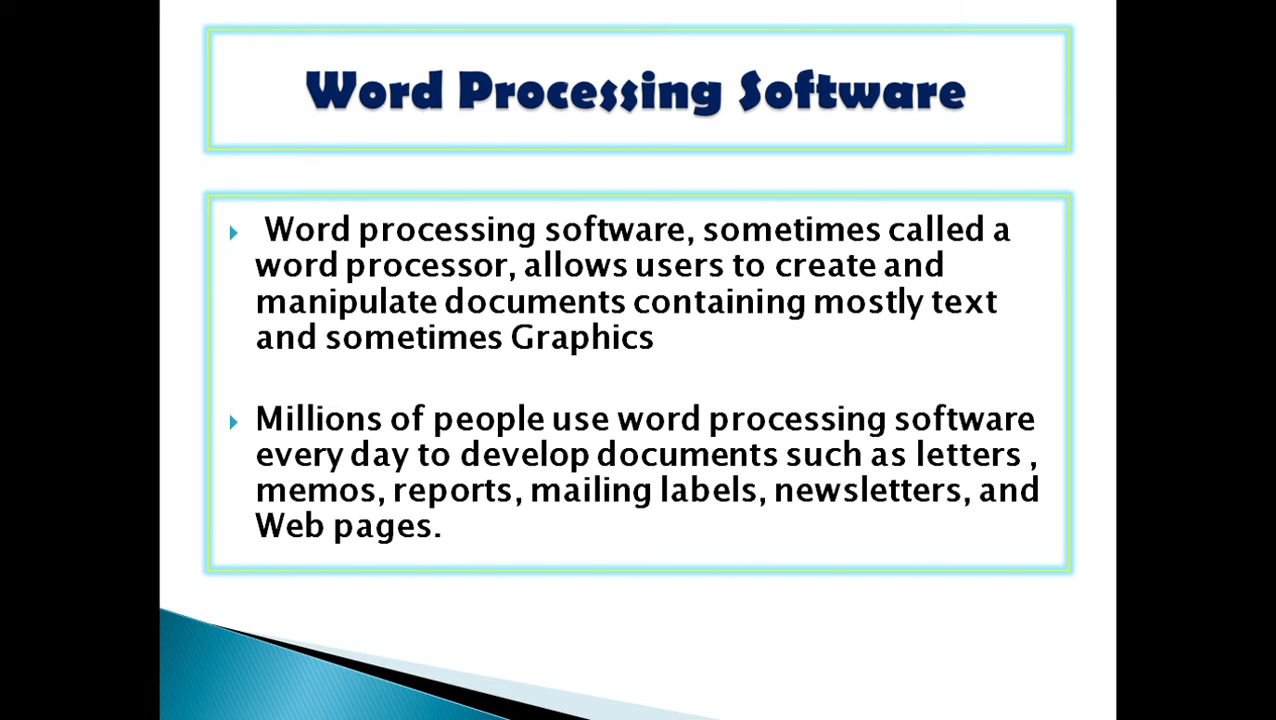 Word Processing Software
Word processing software, sometimes called a
word processor, allows users to create and
manipulate documents containing mostly text
and sometimes Graphics
Millions of people use word processing software
every day to develop documents such as letters ,
memos, reports, mailing labels, newsletters, and
Web pages.